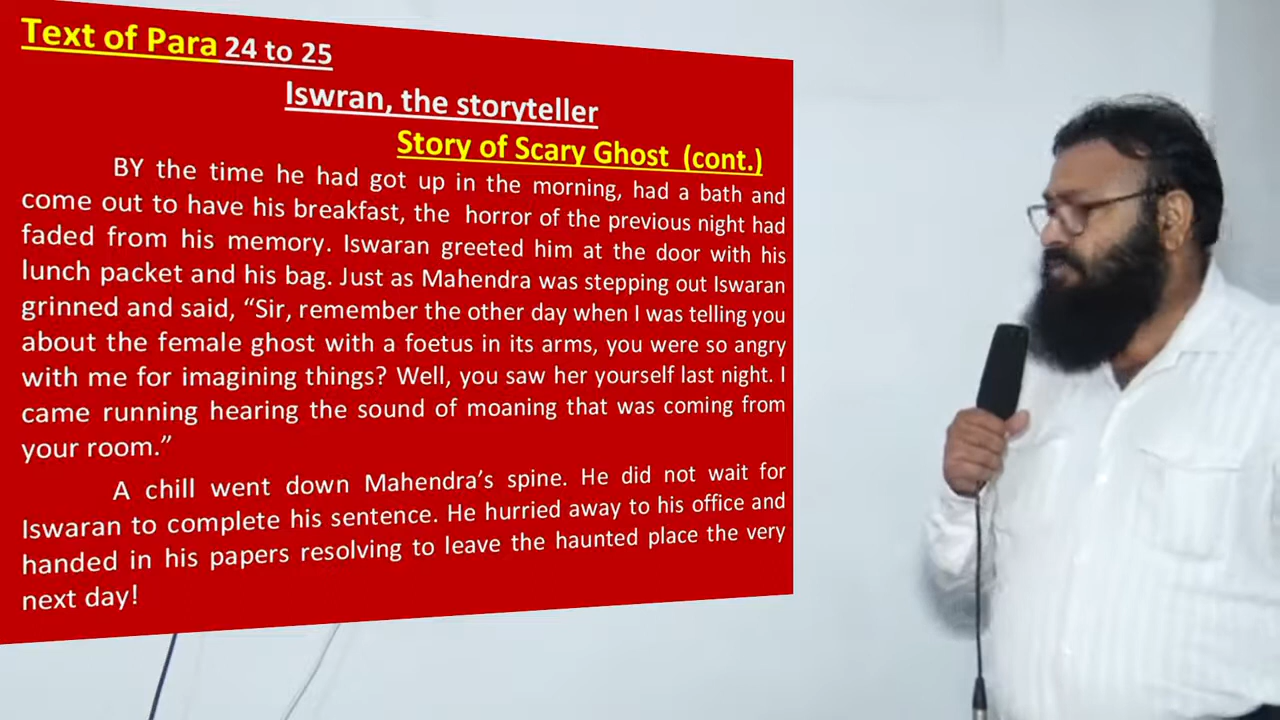 Text of Para 24 to 25
Iswran, the storyteller
Story of Scary Ghost (cont.)
BY the time he had got up in the morning, had a bath and
come out to have his breakfast, the horror of the previous night had
faded from his memory. Iswaran greeted him at the door with his
lunch packet and his bag. Just as Mahendra was stepping out Iswaran
grinned and said, “Sir, remember the other day when I was telling you
about the female ghost with a foetus in its arms, you were so angry
with me for imagining things? Well, you saw her yourself last night. I
came running hearing the sound of moaning that was coming from
your room.”
A chill went down Mahendra’s spine. He did not wait for
Iswaran to complete his sentence. He hurried away to his office and
handed in his papers resolving to leave the haunted place the very
next day!